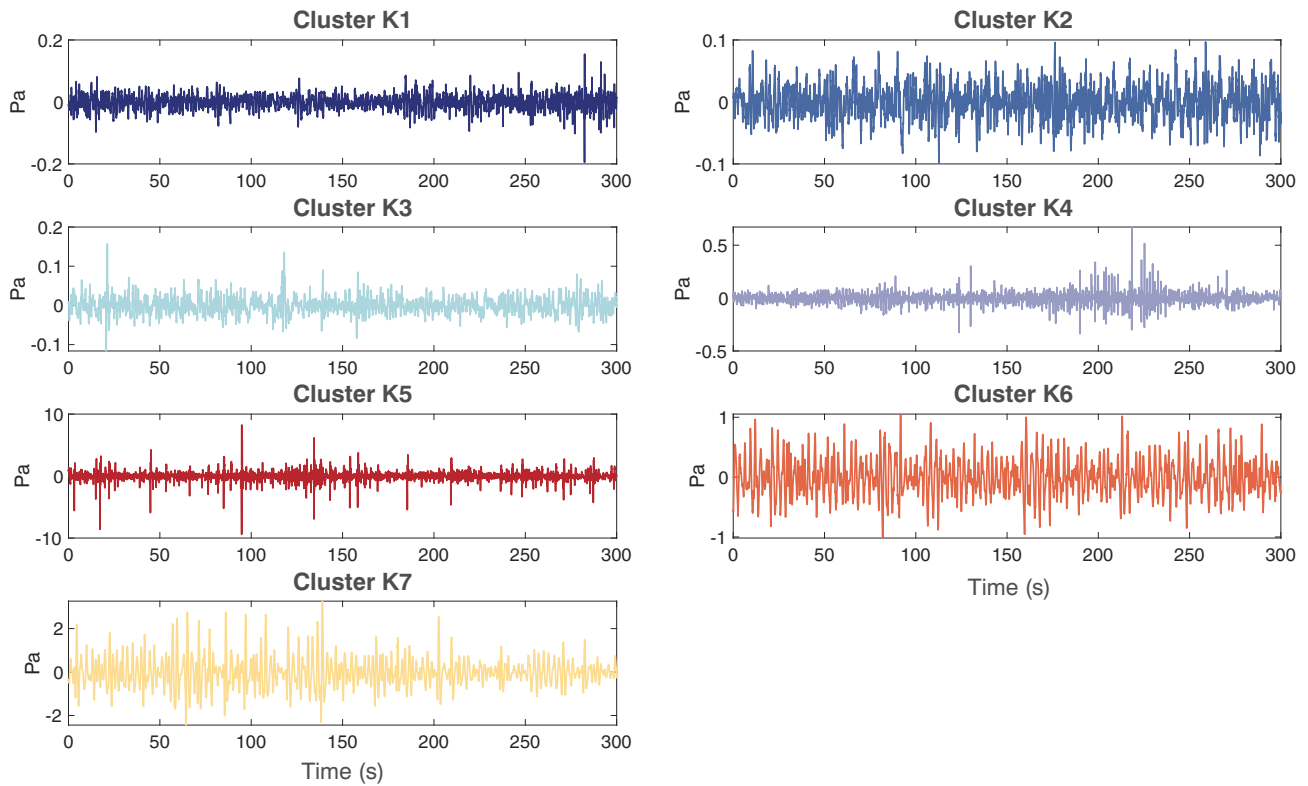 Cluster K1
0.2
0
-0.2
Pa
0 50 100 150 200 250 300
Cluster K2
0.1
0
-0.1
Pa
0 50 100 150 200 250 300
Cluster K3
0.2
0.1
0
-0.1
Pa
0 50 100 150 200 250 300
Cluster K4
0.5
0
-0.5
Pa
0 50 100 150 200 250 300
Cluster K5
10
0
-10
Pa
0 50 100 150 200 250 300
Cluster K6
1
0
-1
Pa
0 50 100 150 200 250 300
Time (s)
Cluster K7
2
0
-2
Pa
0 50 100 150 200 250 300
Time (s)